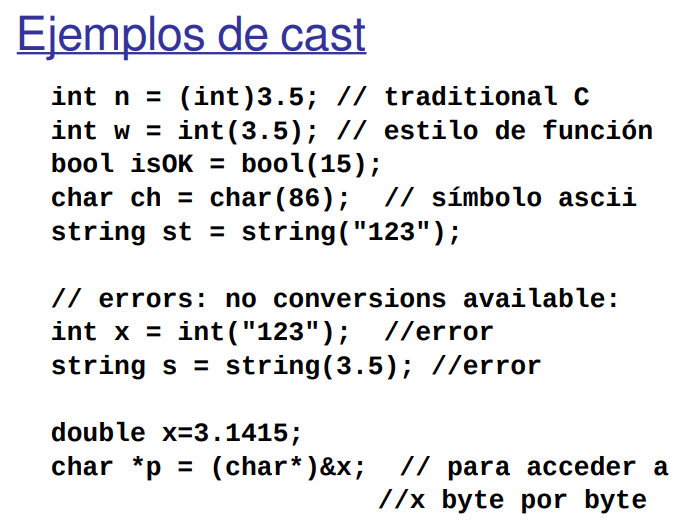 Ejemplos de cast
int n = (int)3.5; // traditional C
int w = int(3.5); // estilo de función
bool isOK = bool(15);
char ch = char(86);  // símbolo ascii
string st = string("123");
// errors: no conversions available:
int x = int("123");  //error
string s = string(3.5); //error
double x=3.1415;
char *p = (char*)&x;  // para acceder a
//x byte por byte